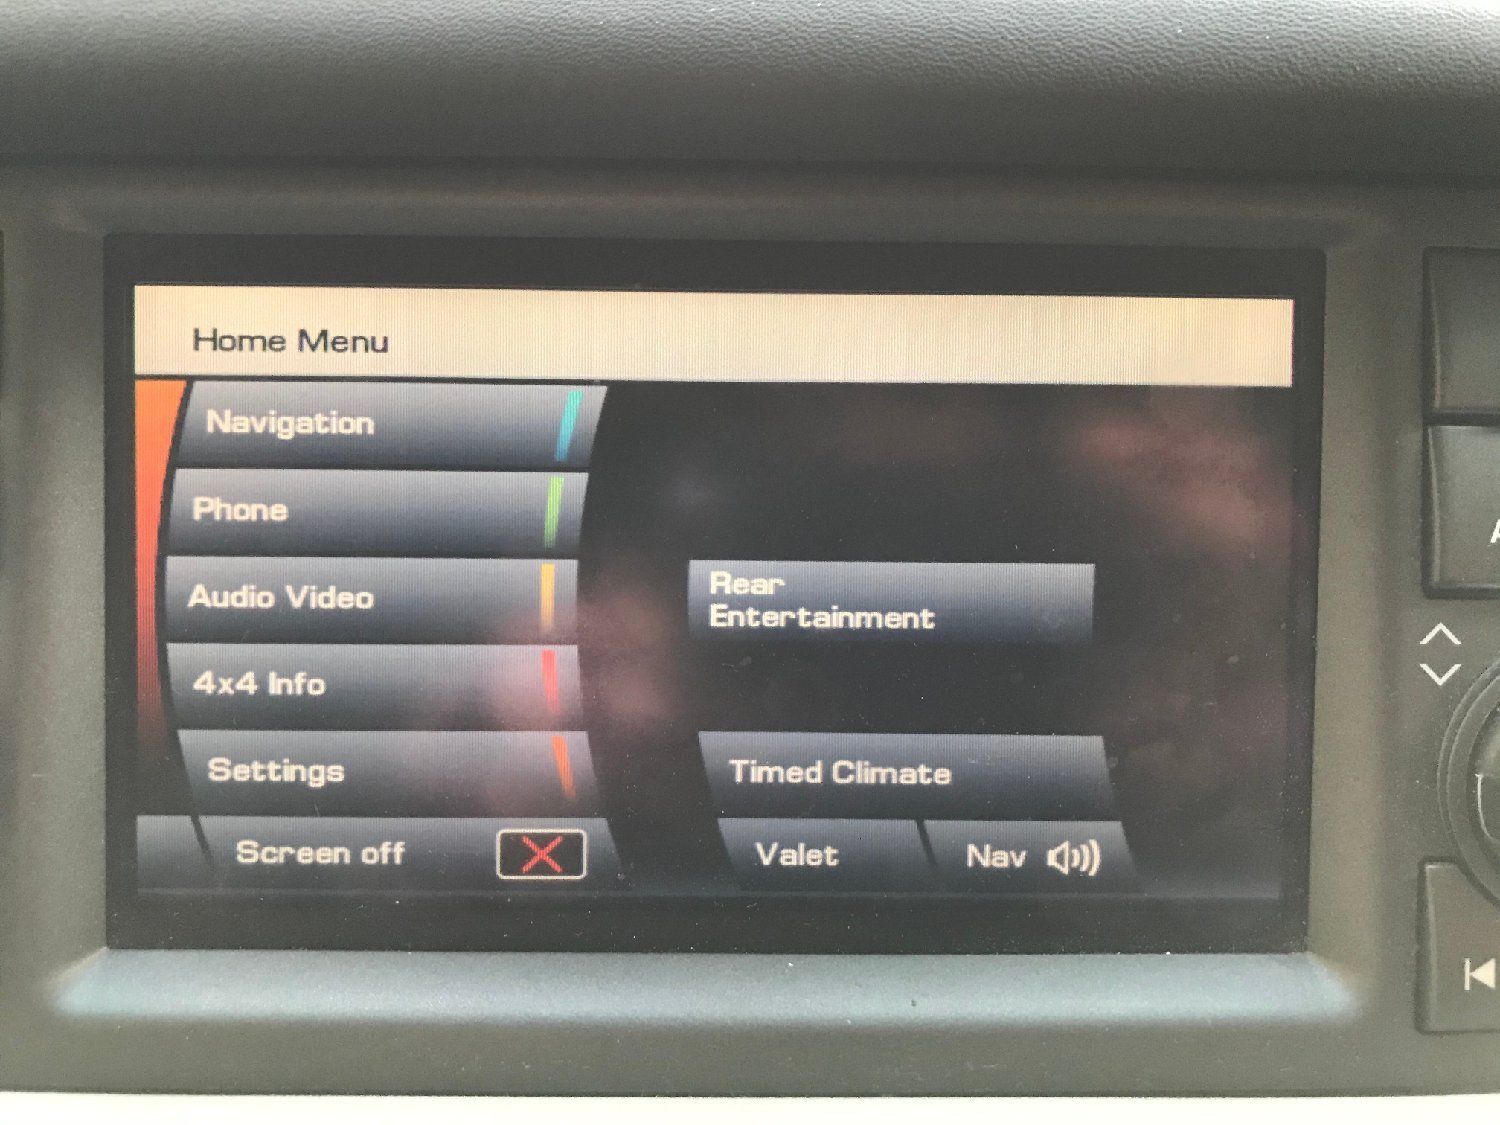 Home Menu
Navigation
Phone
Audio Video
Rear
Entertainment
4x4 Info
Settings
Timed Climate
Screen off
Valet
Nav